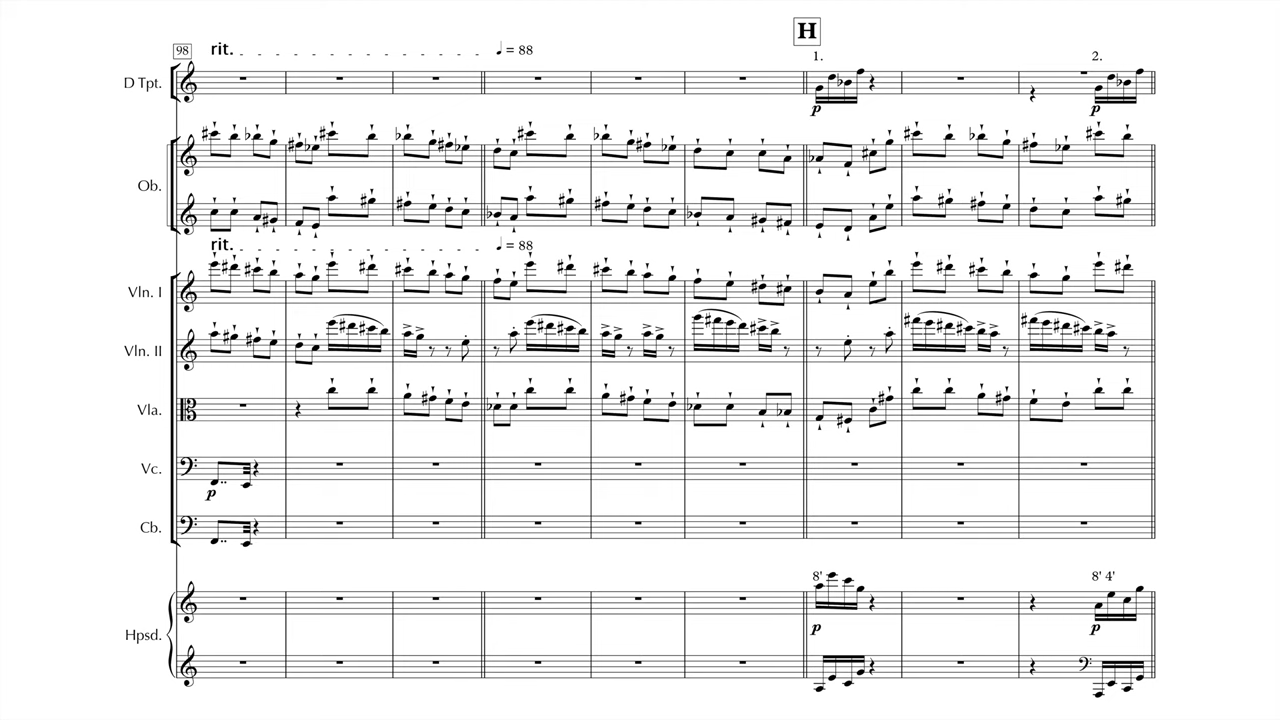 H
98 rit. = 88 1. 2.
D Tpt.
p p
Ob.
rit. = 88
Vln. I
Vln. II
Vla.
Vc.
p
Cb.
8' 8' 4'
Hpsd.
p p